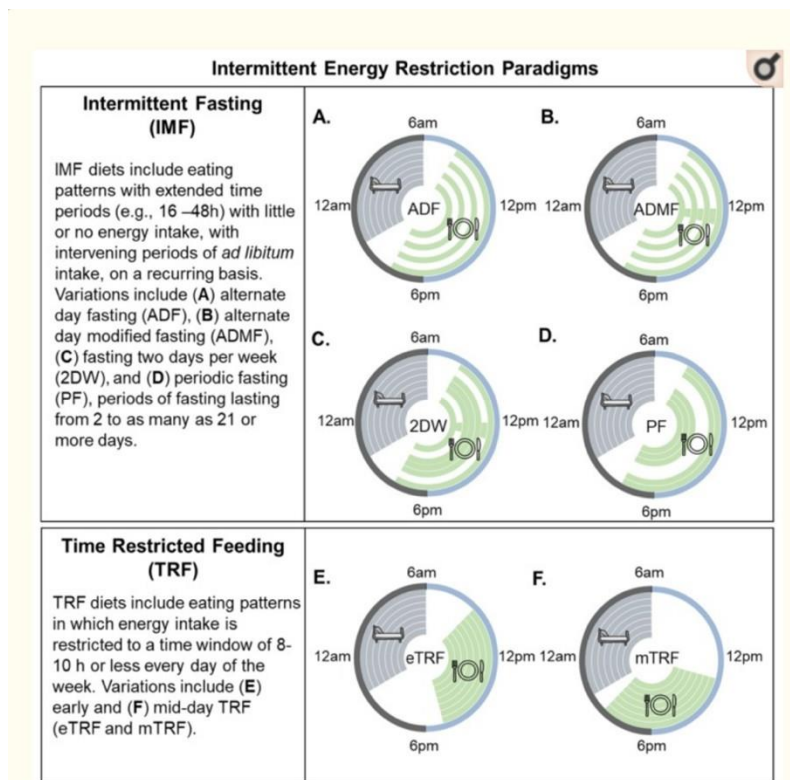 Intermittent Energy Restriction Paradigms
Intermittent Fasting
(IMF)
IMF diets include eating
patterns with extended time
periods (e.g., 16 –48h) with little
or no energy intake, with
intervening periods of ad libitum
intake, on a recurring basis.
Variations include (A) alternate
day fasting (ADF), (B) alternate
day modified fasting (ADMF),
(C) fasting two days per week
(2DW), and (D) periodic fasting
(PF), periods of fasting lasting
from 2 to as many as 21 or
more days.
A.
6am
12am
ADF
12pm
6pm
B.
6am
12am
ADMF
12pm
6pm
C.
6am
12am
2DW
12pm
6pm
D.
6am
12am
PF
12pm
6pm
Time Restricted Feeding
(TRF)
TRF diets include eating patterns
in which energy intake is
restricted to a time window of 8-
10 h or less every day of the
week. Variations include (E)
early and (F) mid-day TRF
(eTRF and mTRF).
E.
6am
12am
eTRF
12pm
6pm
F.
6am
12am
mTRF
12pm
6pm